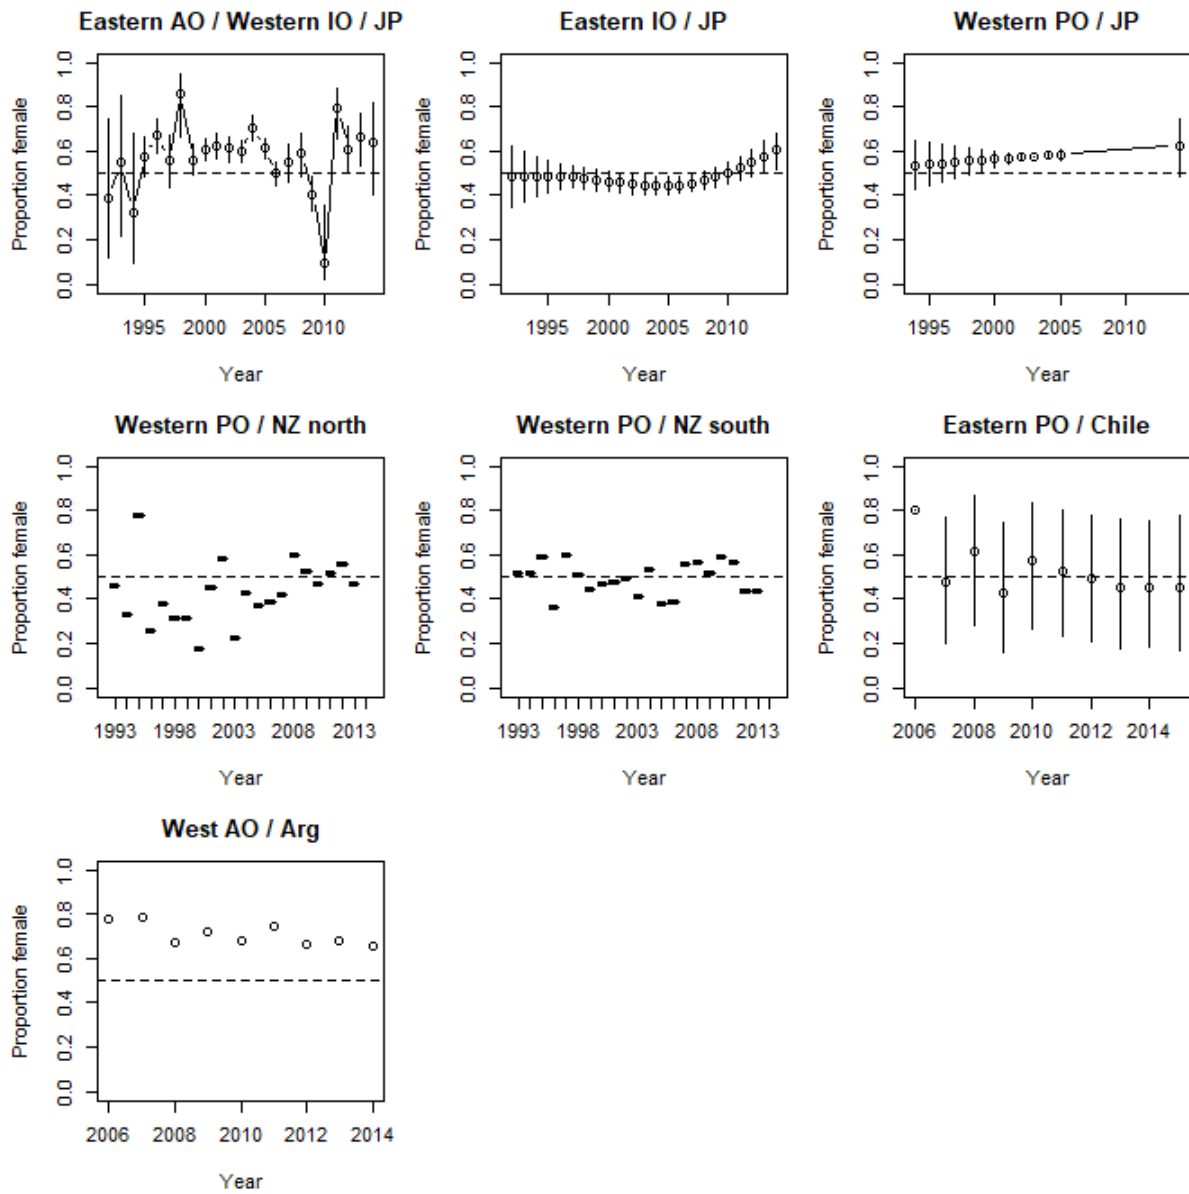 Eastern AO / Western IO / JP
Proportion female
1.0
0.8
0.6
0.4
0.2
0.0
1995 2000 2005 2010
Year
Eastern IO / JP
Proportion female
1.0
0.8
0.6
0.4
0.2
0.0
1995 2000 2005 2010
Year
Western PO / JP
Proportion female
1.0
0.8
0.6
0.4
0.2
0.0
1995 2000 2005 2010
Year
Western PO / NZ north
Proportion female
1.0
0.8
0.6
0.4
0.2
0.0
1993 1998 2003 2008 2013
Year
Western PO / NZ south
Proportion female
1.0
0.8
0.6
0.4
0.2
0.0
1993 1998 2003 2008 2013
Year
Eastern PO / Chile
Proportion female
1.0
0.8
0.6
0.4
0.2
0.0
2006 2008 2010 2012 2014
Year
West AO / Arg
Proportion female
1.0
0.8
0.6
0.4
0.2
0.0
2006 2008 2010 2012 2014
Year